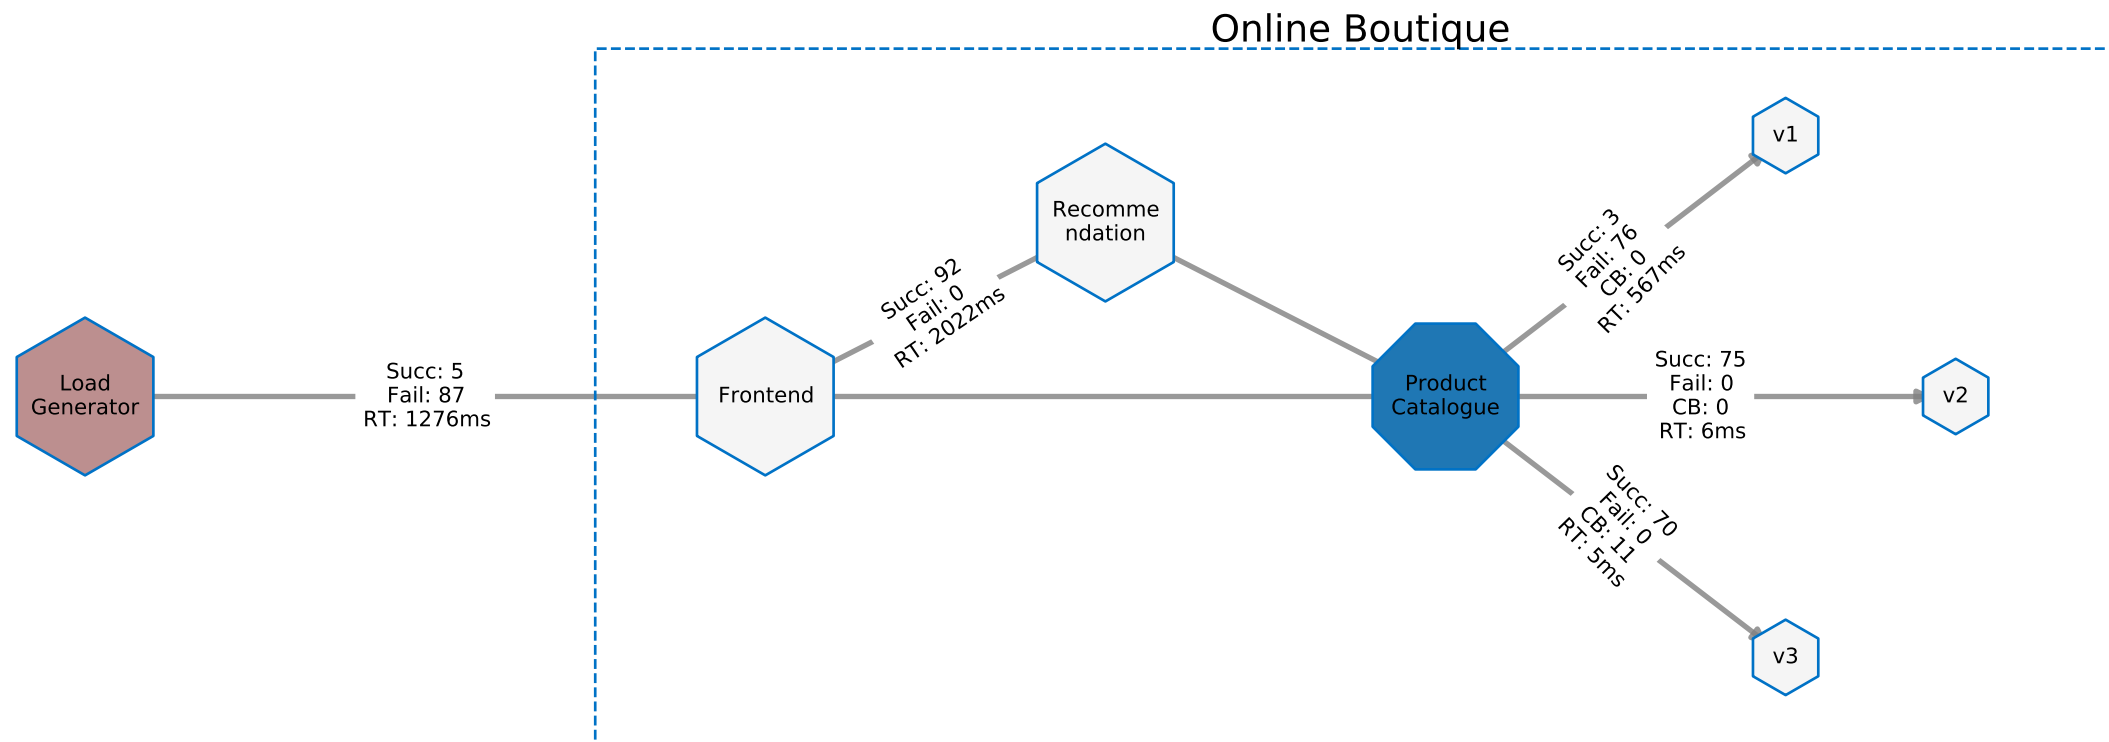 Online Boutique
Load
Generator
Succ: 5
Fail: 87
RT: 1276ms
Frontend
Succ: 92
Fail: 0
RT: 2022ms
Recomme
ndation
Product
Catalogue
Succ: 3
Fail: 76
CB: 0
RT: 567ms
v1
Succ: 75
Fail: 0
CB: 0
RT: 6ms
v2
Succ: 70
Fail: 0
CB: 11
RT: 5ms
v3